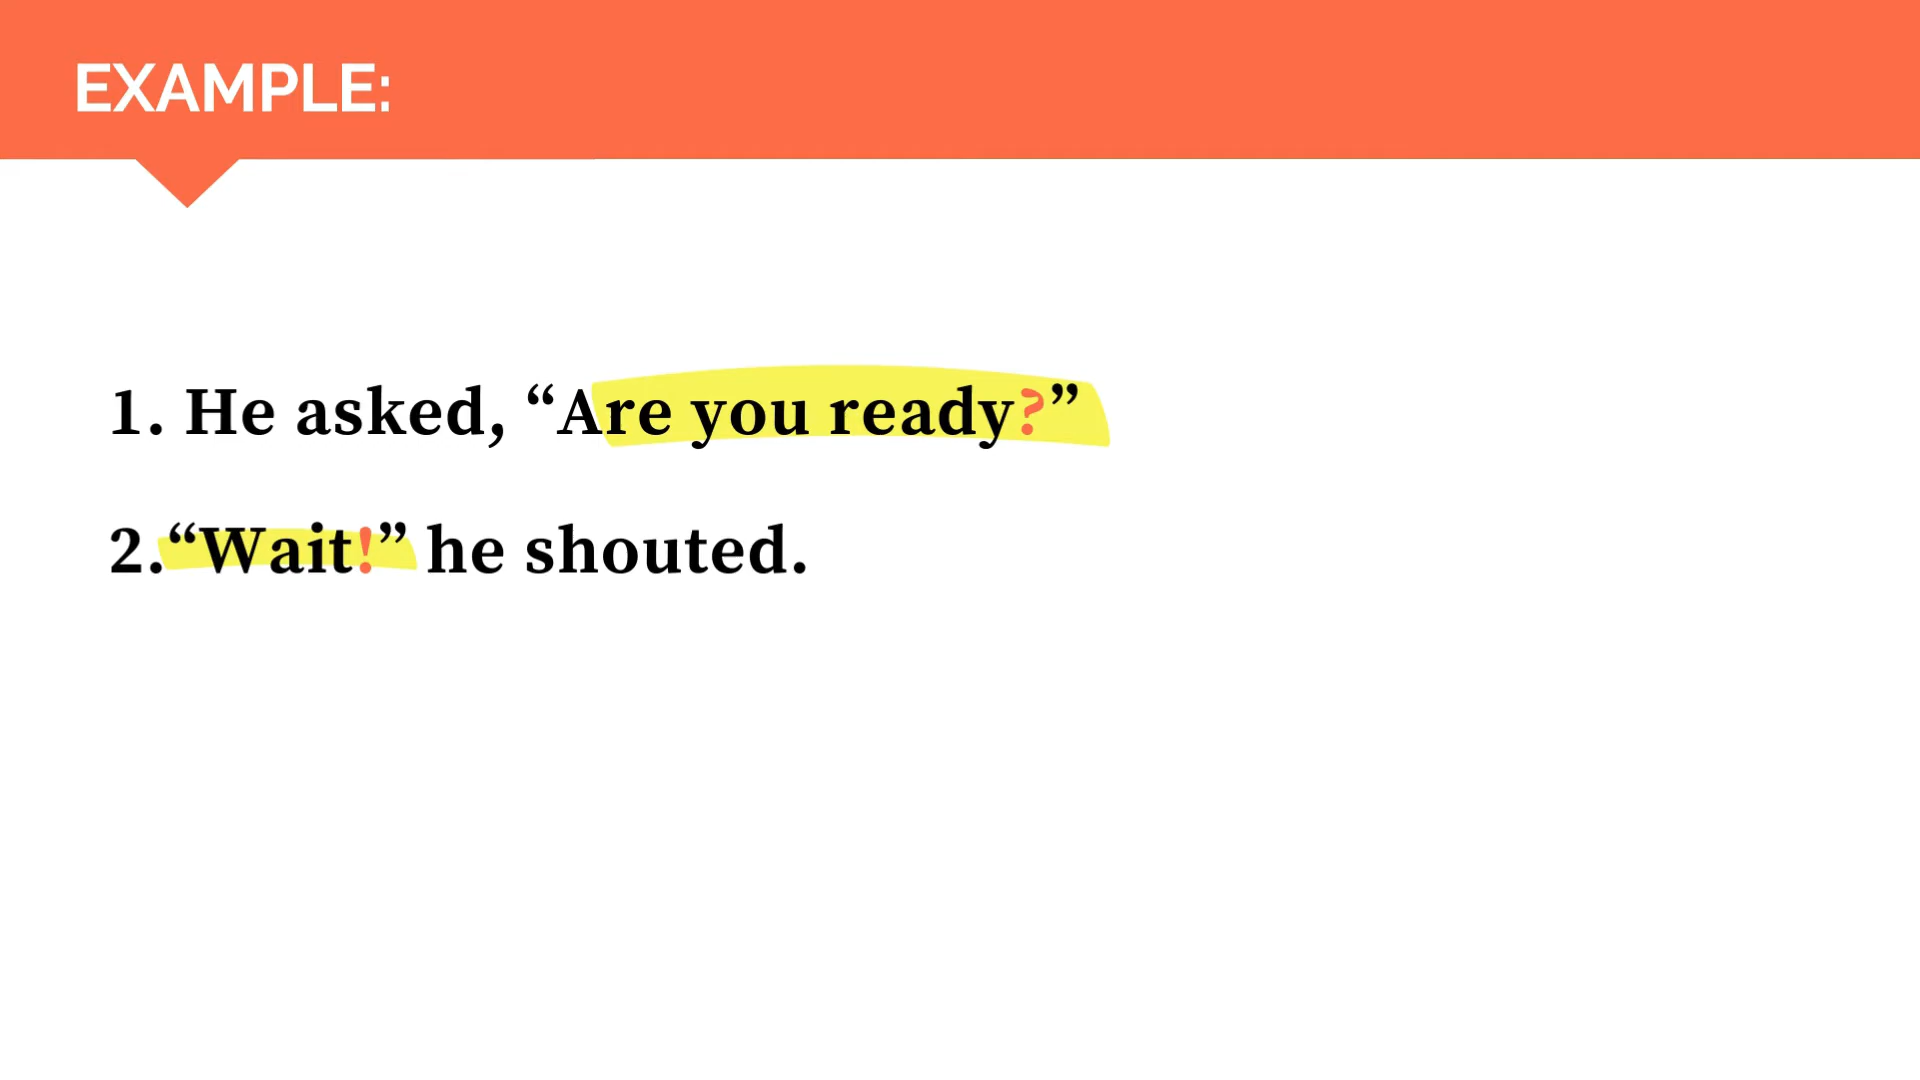 EXAMPLE:
1. He asked, “Are you ready?”
2.“Wait!” he shouted.